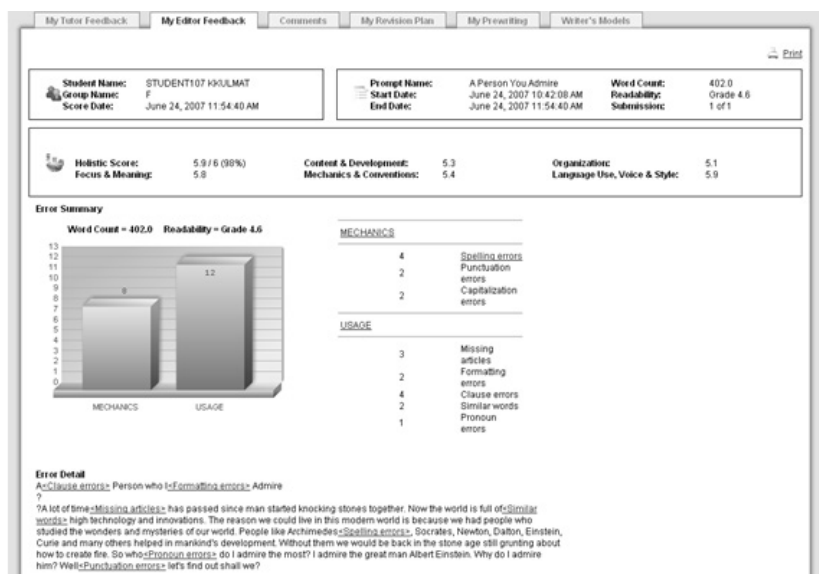 My Tutor Feedback My Editor Feedback Comments My Revision Plan My Prewriting Writer's Models
Print
Student Name: STUDENT107 KKULMAT
Group Name: F
Score Date: June 24, 2007 11:54:40 AM
Prompt Name: A Person You Admire
Start Date: June 24, 2007 10:42:08 AM
End Date: June 24, 2007 11:54:40 AM
Word Count: 402.0
Readability: Grade 4.6
Submission: 1 of 1
Holistic Score: 5.9 / 6 (98%)
Focus & Meaning: 5.8
Content & Development: 5.3
Mechanics & Conventions: 5.4
Organization: 5.1
Language Use, Voice & Style: 5.9
Error Summary
Word Count = 402.0 Readability = Grade 4.6
13
12
11
10
9
8
7
6
5
4
3
2
1
0
8
12
MECHANICS USAGE
MECHANICS
4 Spelling errors
2 Punctuation
errors
2 Capitalization
errors
USAGE
3 Missing
articles
2 Formatting
errors
4 Clause errors
2 Similar words
1 Pronoun
errors
Error Detail
A<Clause errors> Person who I<Formatting errors> Admire
?
?A lot of time<Missing articles> has passed since man started knocking stones together. Now the world is full of<Similar
words> high technology and innovations. The reason we could live in this modern world is because we had people who
studied the wonders and mysteries of our world. People like Archimedes<Spelling errors>, Socrates, Newton, Dalton, Einstein,
Curie and many others helped in mankind's development. Without them we would be back in the stone age still grunting about
how to create fire. So who<Pronoun errors> do I admire the most? I admire the great man Albert Einstein. Why do I admire
him? Well<Punctuation errors> let's find out shall we?